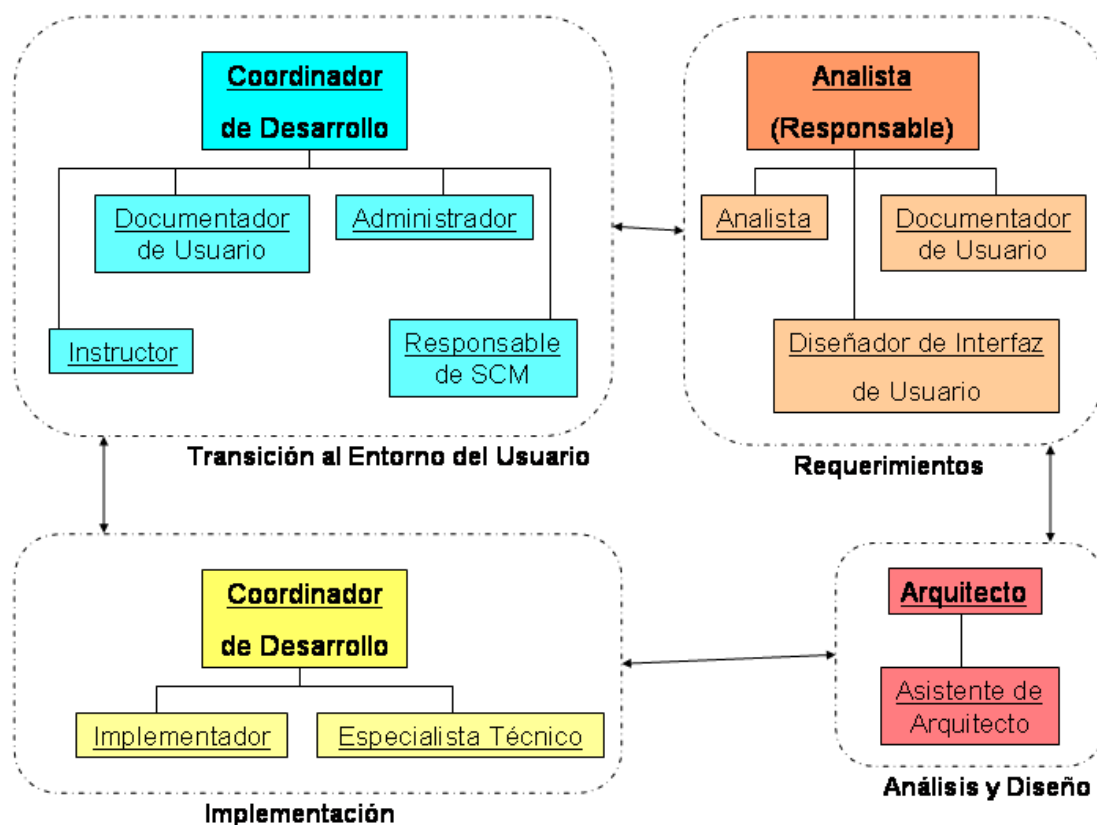 Coordinador
de Desarrollo
Documentador
de Usuario
Administrador
Instructor
Responsable
de SCM
Transición al Entorno del Usuario
Analista
(Responsable)
Analista
Documentador
de Usuario
Diseñador de Interfaz
de Usuario
Requerimientos
Coordinador
de Desarrollo
Implementador
Especialista Técnico
Implementación
Arquitecto
Asistente de
Arquitecto
Análisis y Diseño